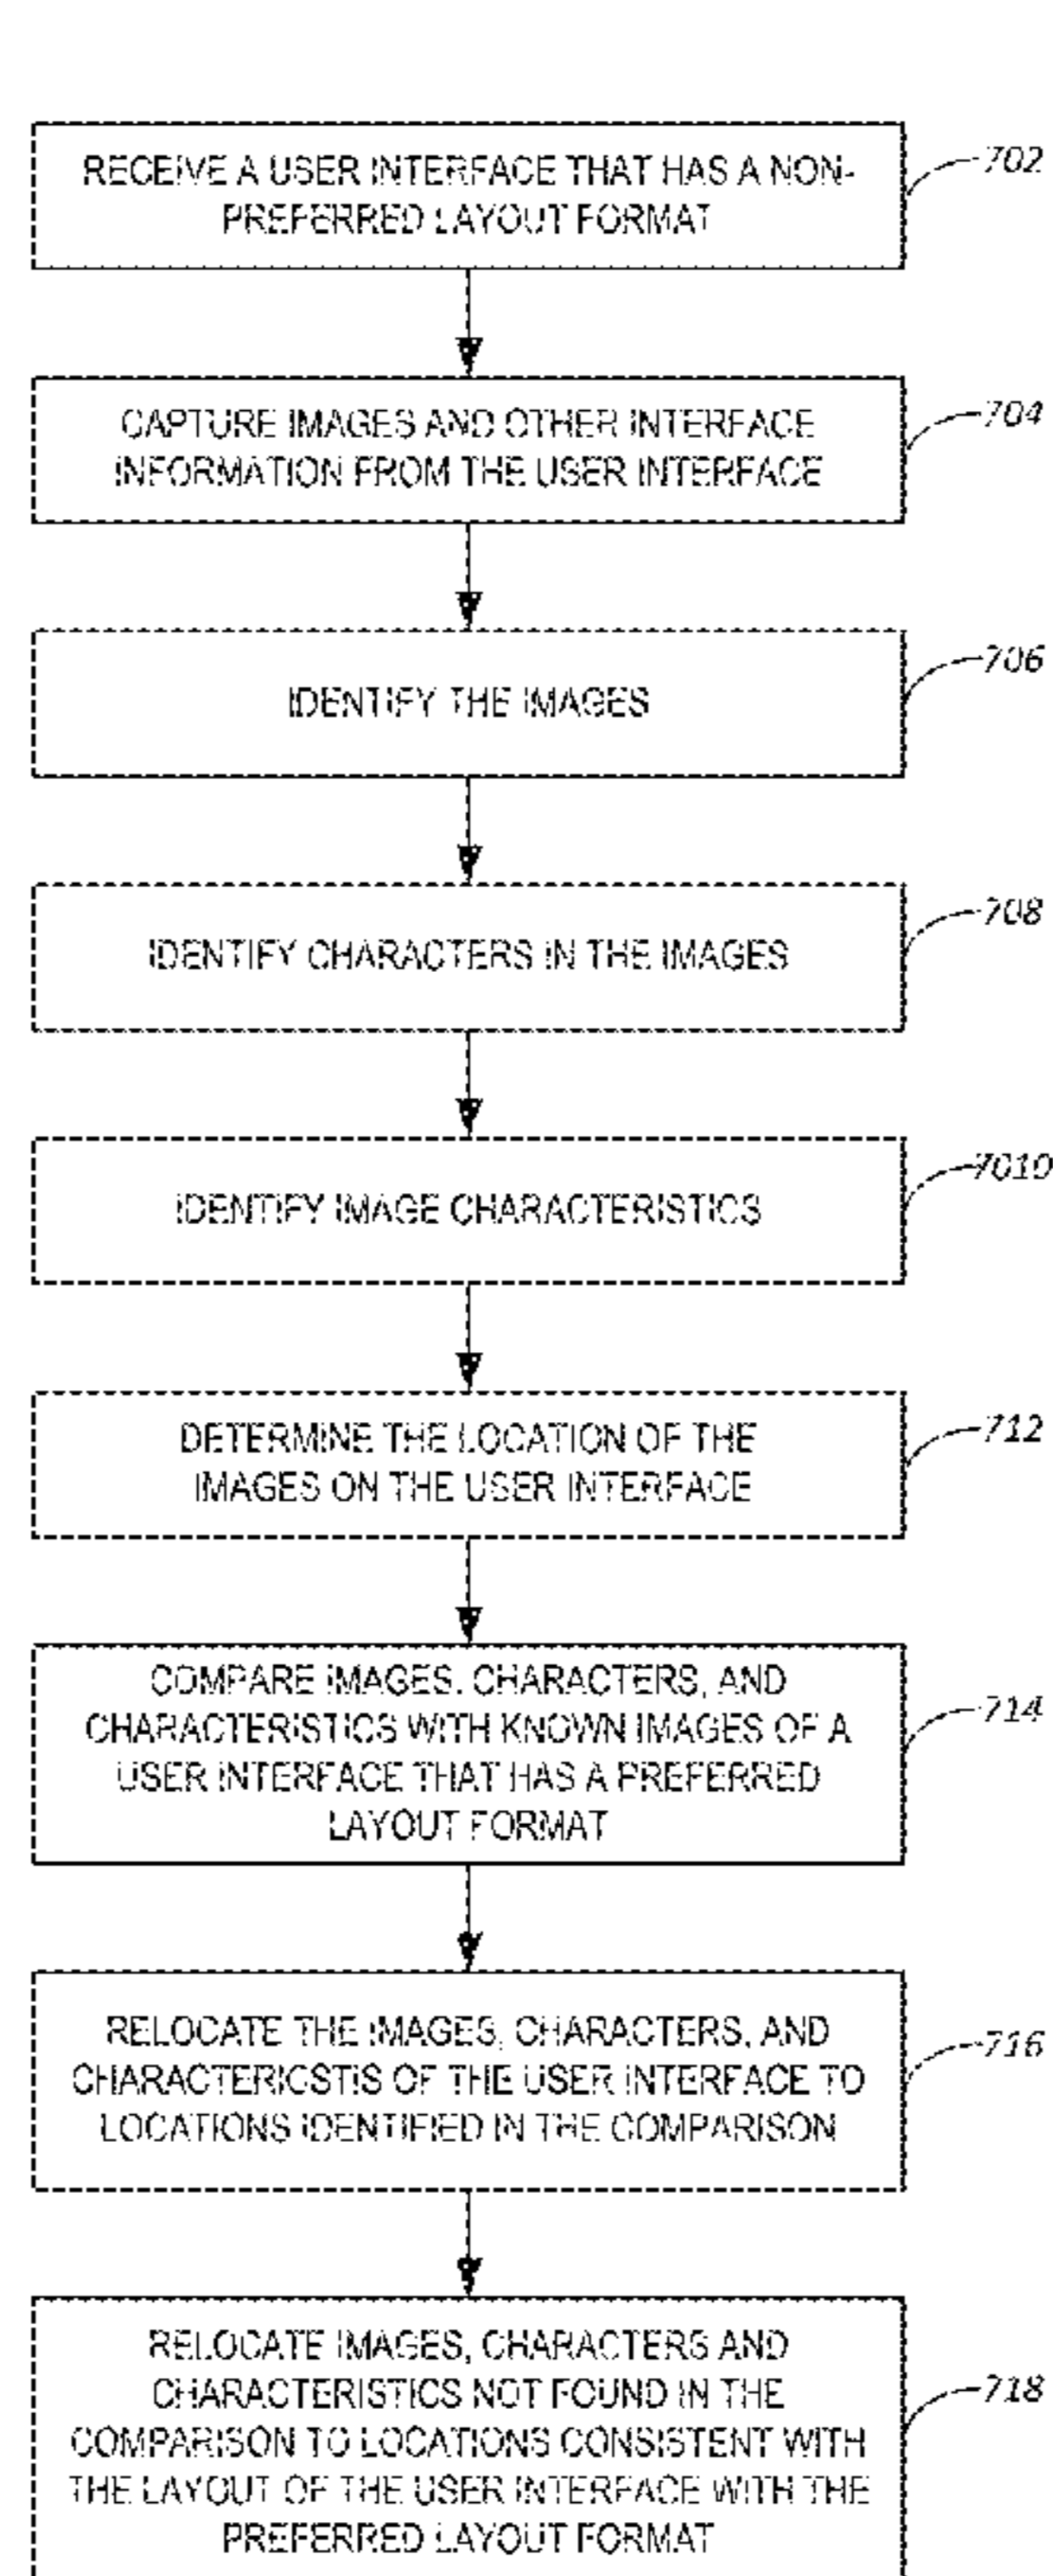 RECEIVE A USER INTERFACE THAT HAS A NON-
PREFERRED LAYOUT FORMAT
702
CAPTURE IMAGES AND OTHER INTERFACE
INFORMATION FROM THE USER INTERFACE
704
IDENTIFY THE IMAGES
706
IDENTIFY CHARACTERS IN THE IMAGES
708
IDENTIFY IMAGE CHARACTERISTICS
7010
DETERMINE THE LOCATION OF THE
IMAGES ON THE USER INTERFACE
712
COMPARE IMAGES, CHARACTERS, AND
CHARACTERISTICS WITH KNOWN IMAGES OF A
USER INTERFACE THAT HAS A PREFERRED
LAYOUT FORMAT
714
RELOCATE THE IMAGES, CHARACTERS, AND
CHARACTERICSTIS OF THE USER INTERFACE TO
LOCATIONS IDENTIFIED IN THE COMPARISON
716
RELOCATE IMAGES, CHARACTERS AND
CHARACTERISTICS NOT FOUND IN THE
COMPARISON TO LOCATIONS CONSISTENT WITH
THE LAYOUT OF THE USER INTERFACE WITH THE
PREFERRED LAYOUT FORMAT
718